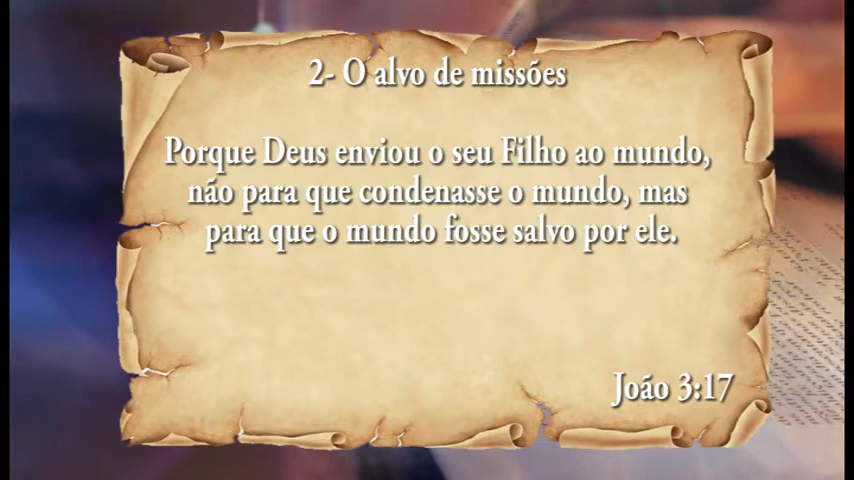 2- O alvo de missões
Porque Deus enviou o seu Filho ao mundo,
não para que condenasse o mundo, mas
para que o mundo fosse salvo por ele.
João 3:17